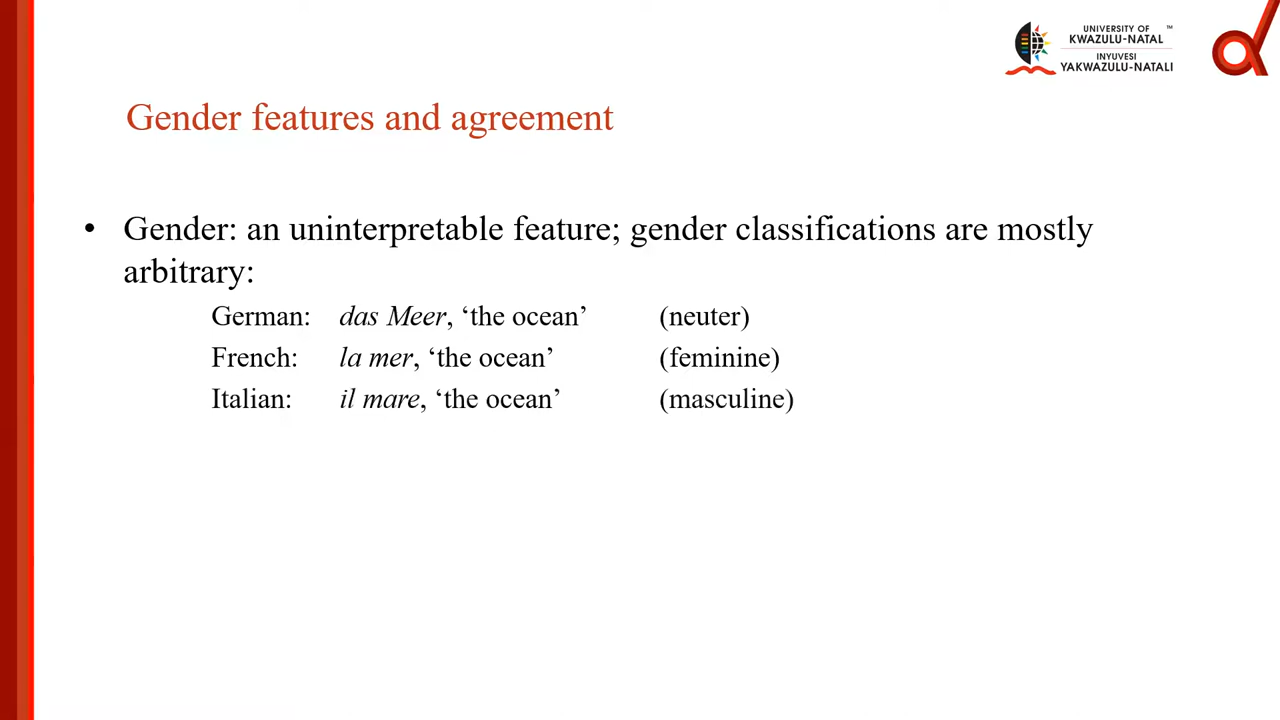 UNIVERSITY OF ™
KWAZULU-NATAL
INYUVESI
YAKWAZULU-NATALI
Gender features and agreement
• Gender: an uninterpretable feature; gender classifications are mostly
arbitrary:
German: das Meer, ‘the ocean’ (neuter)
French: la mer, ‘the ocean’ (feminine)
Italian: il mare, ‘the ocean’ (masculine)